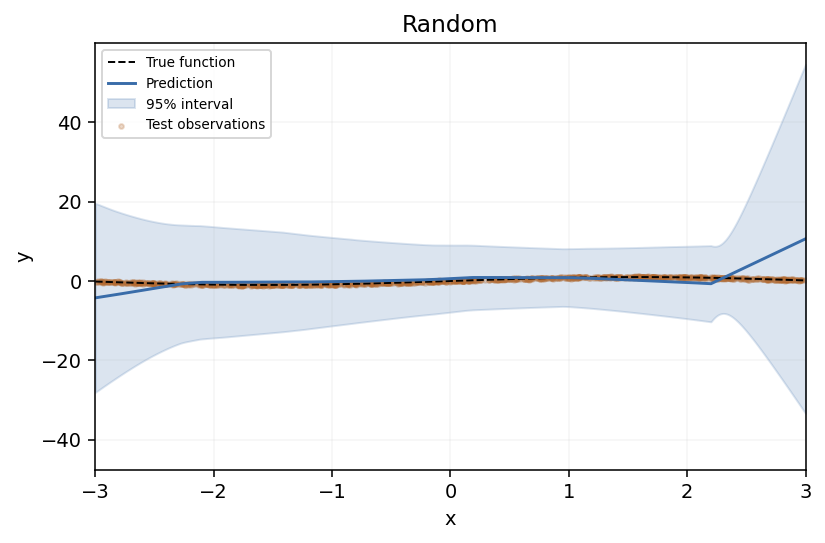 Random
True function
Prediction
95% interval
Test observations
y
40
20
0
−20
−40
−3
−2
−1
0
1
2
3
x